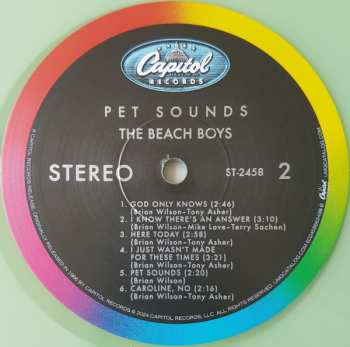 Capitol
RECORDS
PET SOUNDS
THE BEACH BOYS
STEREO
ST-2458
2
1. GOD ONLY KNOWS (2:46)
(Brian Wilson-Tony Asher)
2. I KNOW THERE'S AN ANSWER (3:10)
(Brian Wilson-Mike Love-Terry Sachen)
3. HERE TODAY (2:58)
(Brian Wilson-Tony Asher)
4. I JUST WASN'T MADE
FOR THESE TIMES (3:21)
(Brian Wilson-Tony Asher)
5. PET SOUNDS (2:20)
(Brian Wilson)
6. CAROLINE, NO (2:16)
(Brian Wilson-Tony Asher)